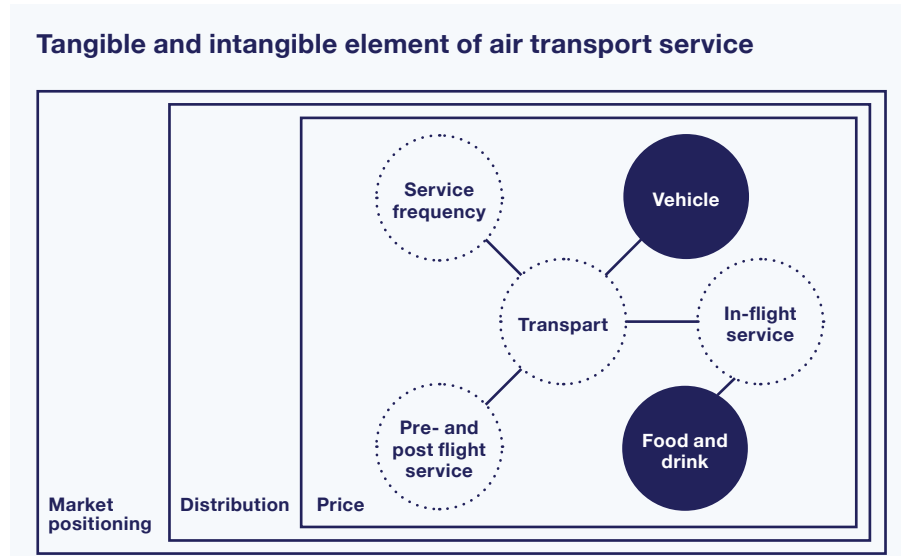 Tangible and intangible element of air transport service
Service
frequency
Vehicle
Transpart
In-flight
service
Pre- and
post flight
service
Food and
drink
Market
positioning
Distribution
Price